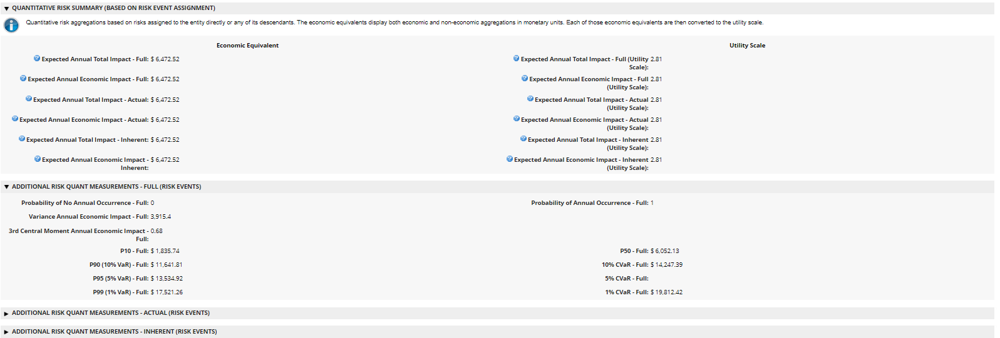 QUANTITATIVE RISK SUMMARY (BASED ON RISK EVENT ASSIGNMENT)
Quantitative risk aggregations based on risks assigned to the entity directly or any of its descendants. The economic equivalents display both economic and non-economic aggregations in monetary units. Each of those economic equivalents are then converted to the utility scale.
Economic Equivalent
Utility Scale
Expected Annual Total Impact - Full: $ 6,472.52
Expected Annual Total Impact - Full (Utility 2.81
Scale):
Expected Annual Economic Impact - Full: $ 6,472.52
Expected Annual Economic Impact - Full 2.81
(Utility Scale):
Expected Annual Total Impact - Actual: $ 6,472.52
Expected Annual Total Impact - Actual 2.81
(Utility Scale):
Expected Annual Economic Impact - Actual: $ 6,472.52
Expected Annual Economic Impact - Actual 2.81
(Utility Scale):
Expected Annual Total Impact - Inherent: $ 6,472.52
Expected Annual Total Impact - Inherent 2.81
(Utility Scale):
Expected Annual Economic Impact - $ 6,472.52
Inherent:
Expected Annual Economic Impact - Inherent 2.81
(Utility Scale):
ADDITIONAL RISK QUANT MEASUREMENTS - FULL (RISK EVENTS)
Probability of No Annual Occurrence - Full: 0
Probability of Annual Occurrence - Full: 1
Variance Annual Economic Impact - Full: 3,915.4
3rd Central Moment Annual Economic Impact - 0.68
Full:
P10 - Full: $ 1,835.74
P50 - Full: $ 6,052.13
P90 (10% VaR) - Full: $ 11,641.81
10% CVaR - Full: $ 14,247.39
P95 (5% VaR) - Full: $ 13,534.92
5% CVaR - Full:
P99 (1% VaR) - Full: $ 17,521.26
1% CVaR - Full: $ 19,812.42
ADDITIONAL RISK QUANT MEASUREMENTS - ACTUAL (RISK EVENTS)
ADDITIONAL RISK QUANT MEASUREMENTS - INHERENT (RISK EVENTS)